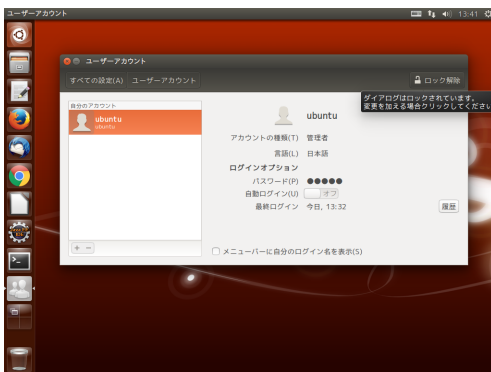 ユーザーアカウント
13:41
ユーザーアカウント
すべての設定(A) ユーザーアカウント
ロック解除
ダイアログはロックされています。
変更を加える場合クリックしてくださ
自分のアカウント
ubuntu
ubuntu
ubuntu
アカウントの種類(T) 管理者
言語(L) 日本語
ログインオプション
パスワード(P) ●●●●●
自動ログイン(U) オフ
最終ログイン 今日, 13:32
履歴
+ −
メニューバーに自分のログイン名を表示(S)